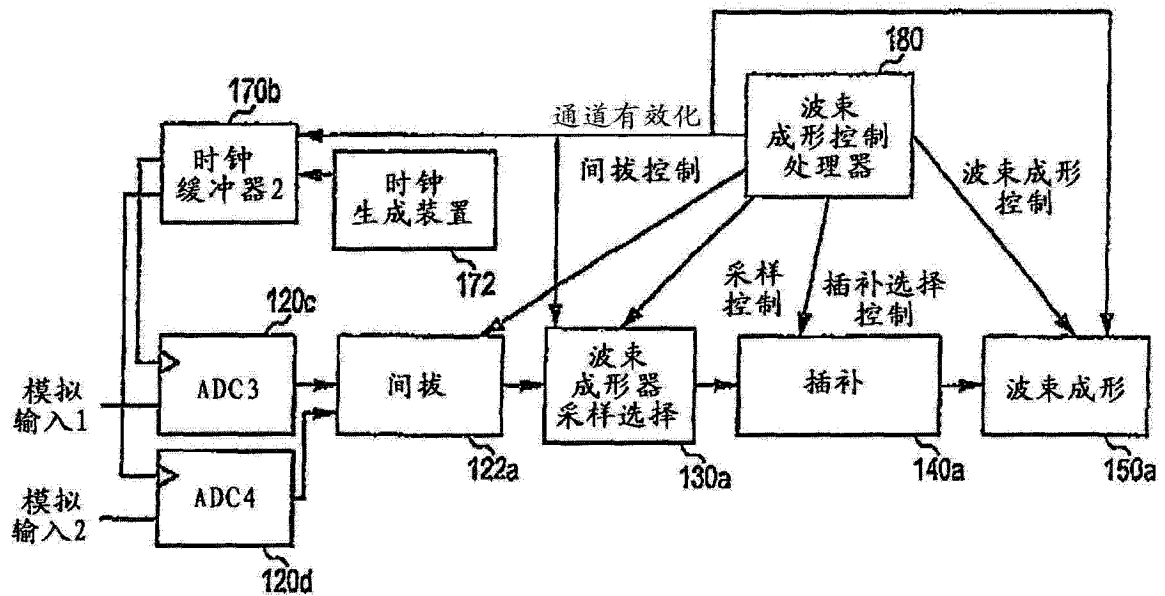 180
170b
波束
成形控制
处理器
通道有效化
时钟
缓冲器2
间拔控制
时钟
生成装置
波束成形
控制
172
采样
控制
插补选择
控制
120c
ADC3
间拔
波束
成形器
采样选择
插补
波束成形
模拟
输入1
122a
130a
140a
150a
ADC4
模拟
输入2
120d